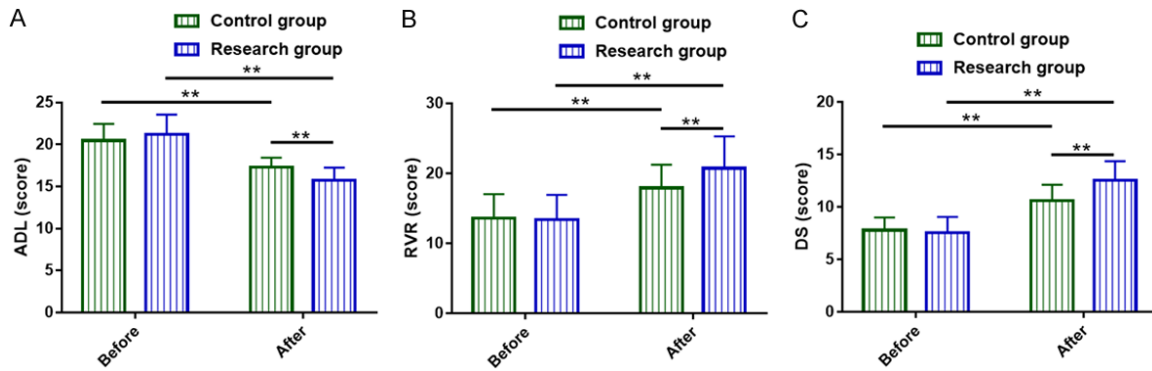 A
Control group
Research group
**
**
**
25
20
15
10
5
0
ADL (score)
Before
After
B
Control group
Research group
**
**
**
30
20
10
0
RVR (score)
Before
After
C
Control group
Research group
**
**
**
20
15
10
5
0
DS (score)
Before
After